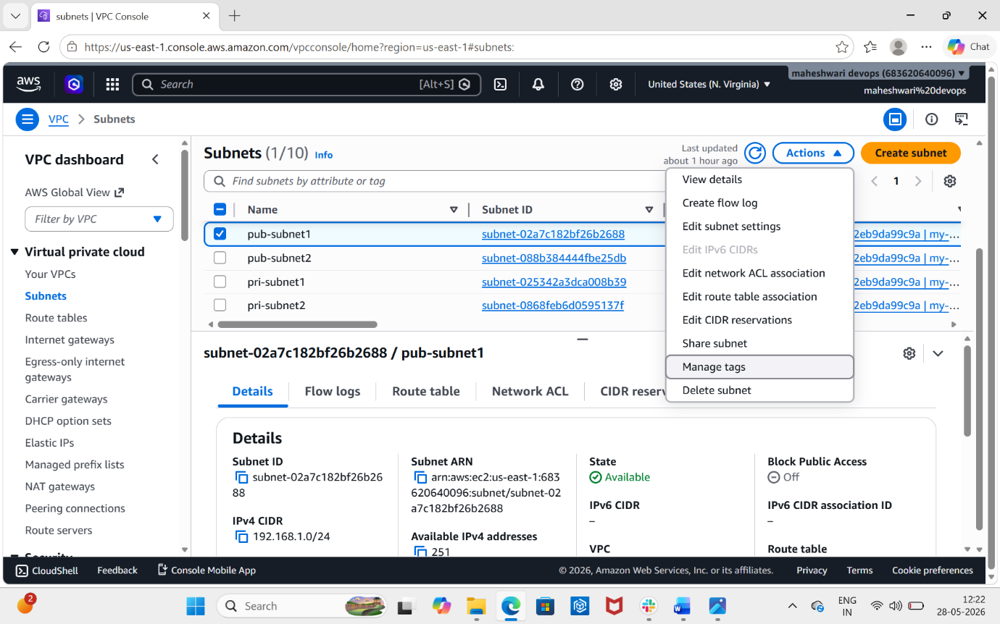 subnets | VPC Console
https://us-east-1.console.aws.amazon.com/vpcconsole/home?region=us-east-1#subnets:
Chat
aws
Search [Alt+S]
United States (N. Virginia)
maheshwari devops (683620640096)
maheshwari%20devops
VPC
Subnets
VPC dashboard
AWS Global View
Filter by VPC
Virtual private cloud
Your VPCs
Subnets
Route tables
Internet gateways
Egress-only internet
gateways
Carrier gateways
DHCP option sets
Elastic IPs
Managed prefix lists
NAT gateways
Peering connections
Route servers
Subnets (1/10) Info
Last updated
about 1 hour ago
Actions
Create subnet
Find subnets by attribute or tag
1
Name Subnet ID
pub-subnet1 subnet-02a7c182bf26b2688 2eb9da99c9a | my-...
pub-subnet2 subnet-088b384444fbe25db 2eb9da99c9a | my-...
pri-subnet1 subnet-025342a3dca008b39 2eb9da99c9a | my-...
pri-subnet2 subnet-0868feb6d0595137f 2eb9da99c9a | my-...
View details
Create flow log
Edit subnet settings
Edit IPv6 CIDRs
Edit network ACL association
Edit route table association
Edit CIDR reservations
Share subnet
Manage tags
Delete subnet
subnet-02a7c182bf26b2688 / pub-subnet1
Details Flow logs Route table Network ACL CIDR reserv
Details
Subnet ID
subnet-02a7c182bf26b26
88
IPv4 CIDR
192.168.1.0/24
Subnet ARN
arn:aws:ec2:us-east-1:683
620640096:subnet/subnet-02
a7c182bf26b2688
Available IPv4 addresses
251
State
Available
IPv6 CIDR
–
VPC
Block Public Access
Off
IPv6 CIDR association ID
–
Route table
CloudShell Feedback Console Mobile App © 2026, Amazon Web Services, Inc. or its affiliates. Privacy Terms Cookie preferences
2
Search
ENG
IN
12:22
28-05-2026